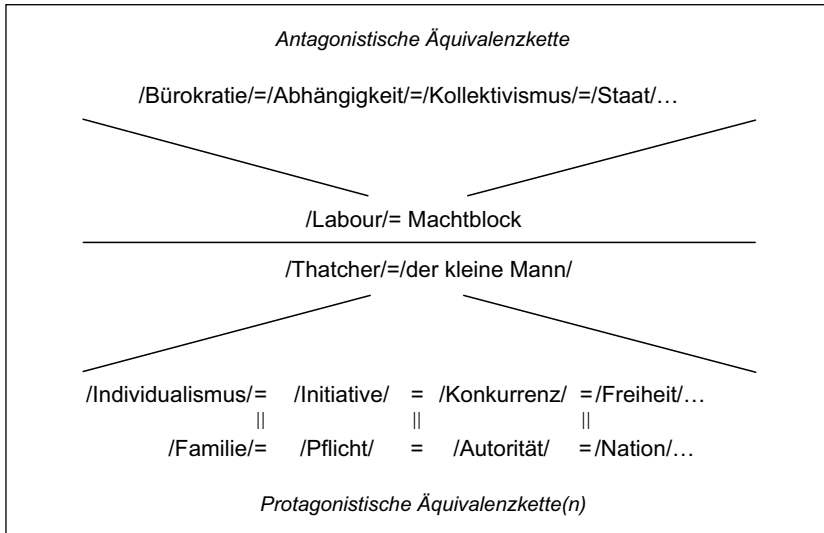 Antagonistische Äquivalenzkette
/Bürokratie/=/Abhängigkeit/=/Kollektivismus/=/Staat/…
/Labour/= Machtblock
/Thatcher/=/der kleine Mann/
/Individualismus/= /Initiative/ = /Konkurrenz/ =/Freiheit/…
|| || ||
/Familie/= /Pflicht/ = /Autorität/ =/Nation/…
Protagonistische Äquivalenzkette(n)